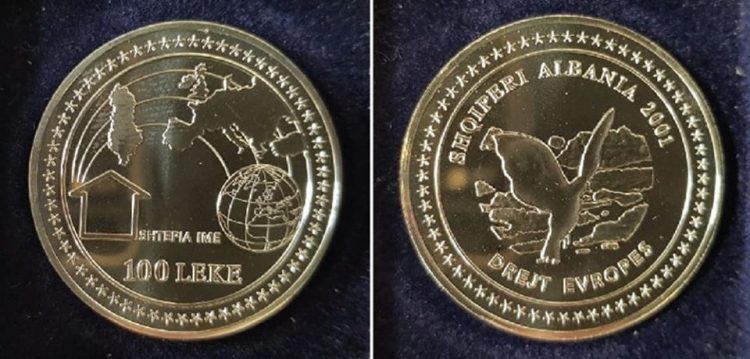 SHTEPIA IME
100 LEKE
SHQIPERI ALBANIA 2001
DREJT EVROPES